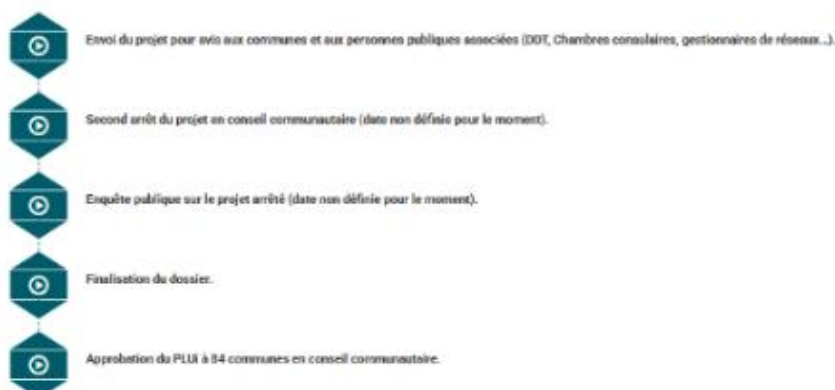 Envoi du projet pour avis aux communes et aux personnes publiques associées (DDT, Chambres consulaires, gestionnaires de réseaux...).
Second arrêt du projet en conseil communautaire (date non définie pour le moment).
Enquête publique sur le projet arrêté (date non définie pour le moment).
Finalisation du dossier.
Approbation du PLUi à 84 communes en conseil communautaire.